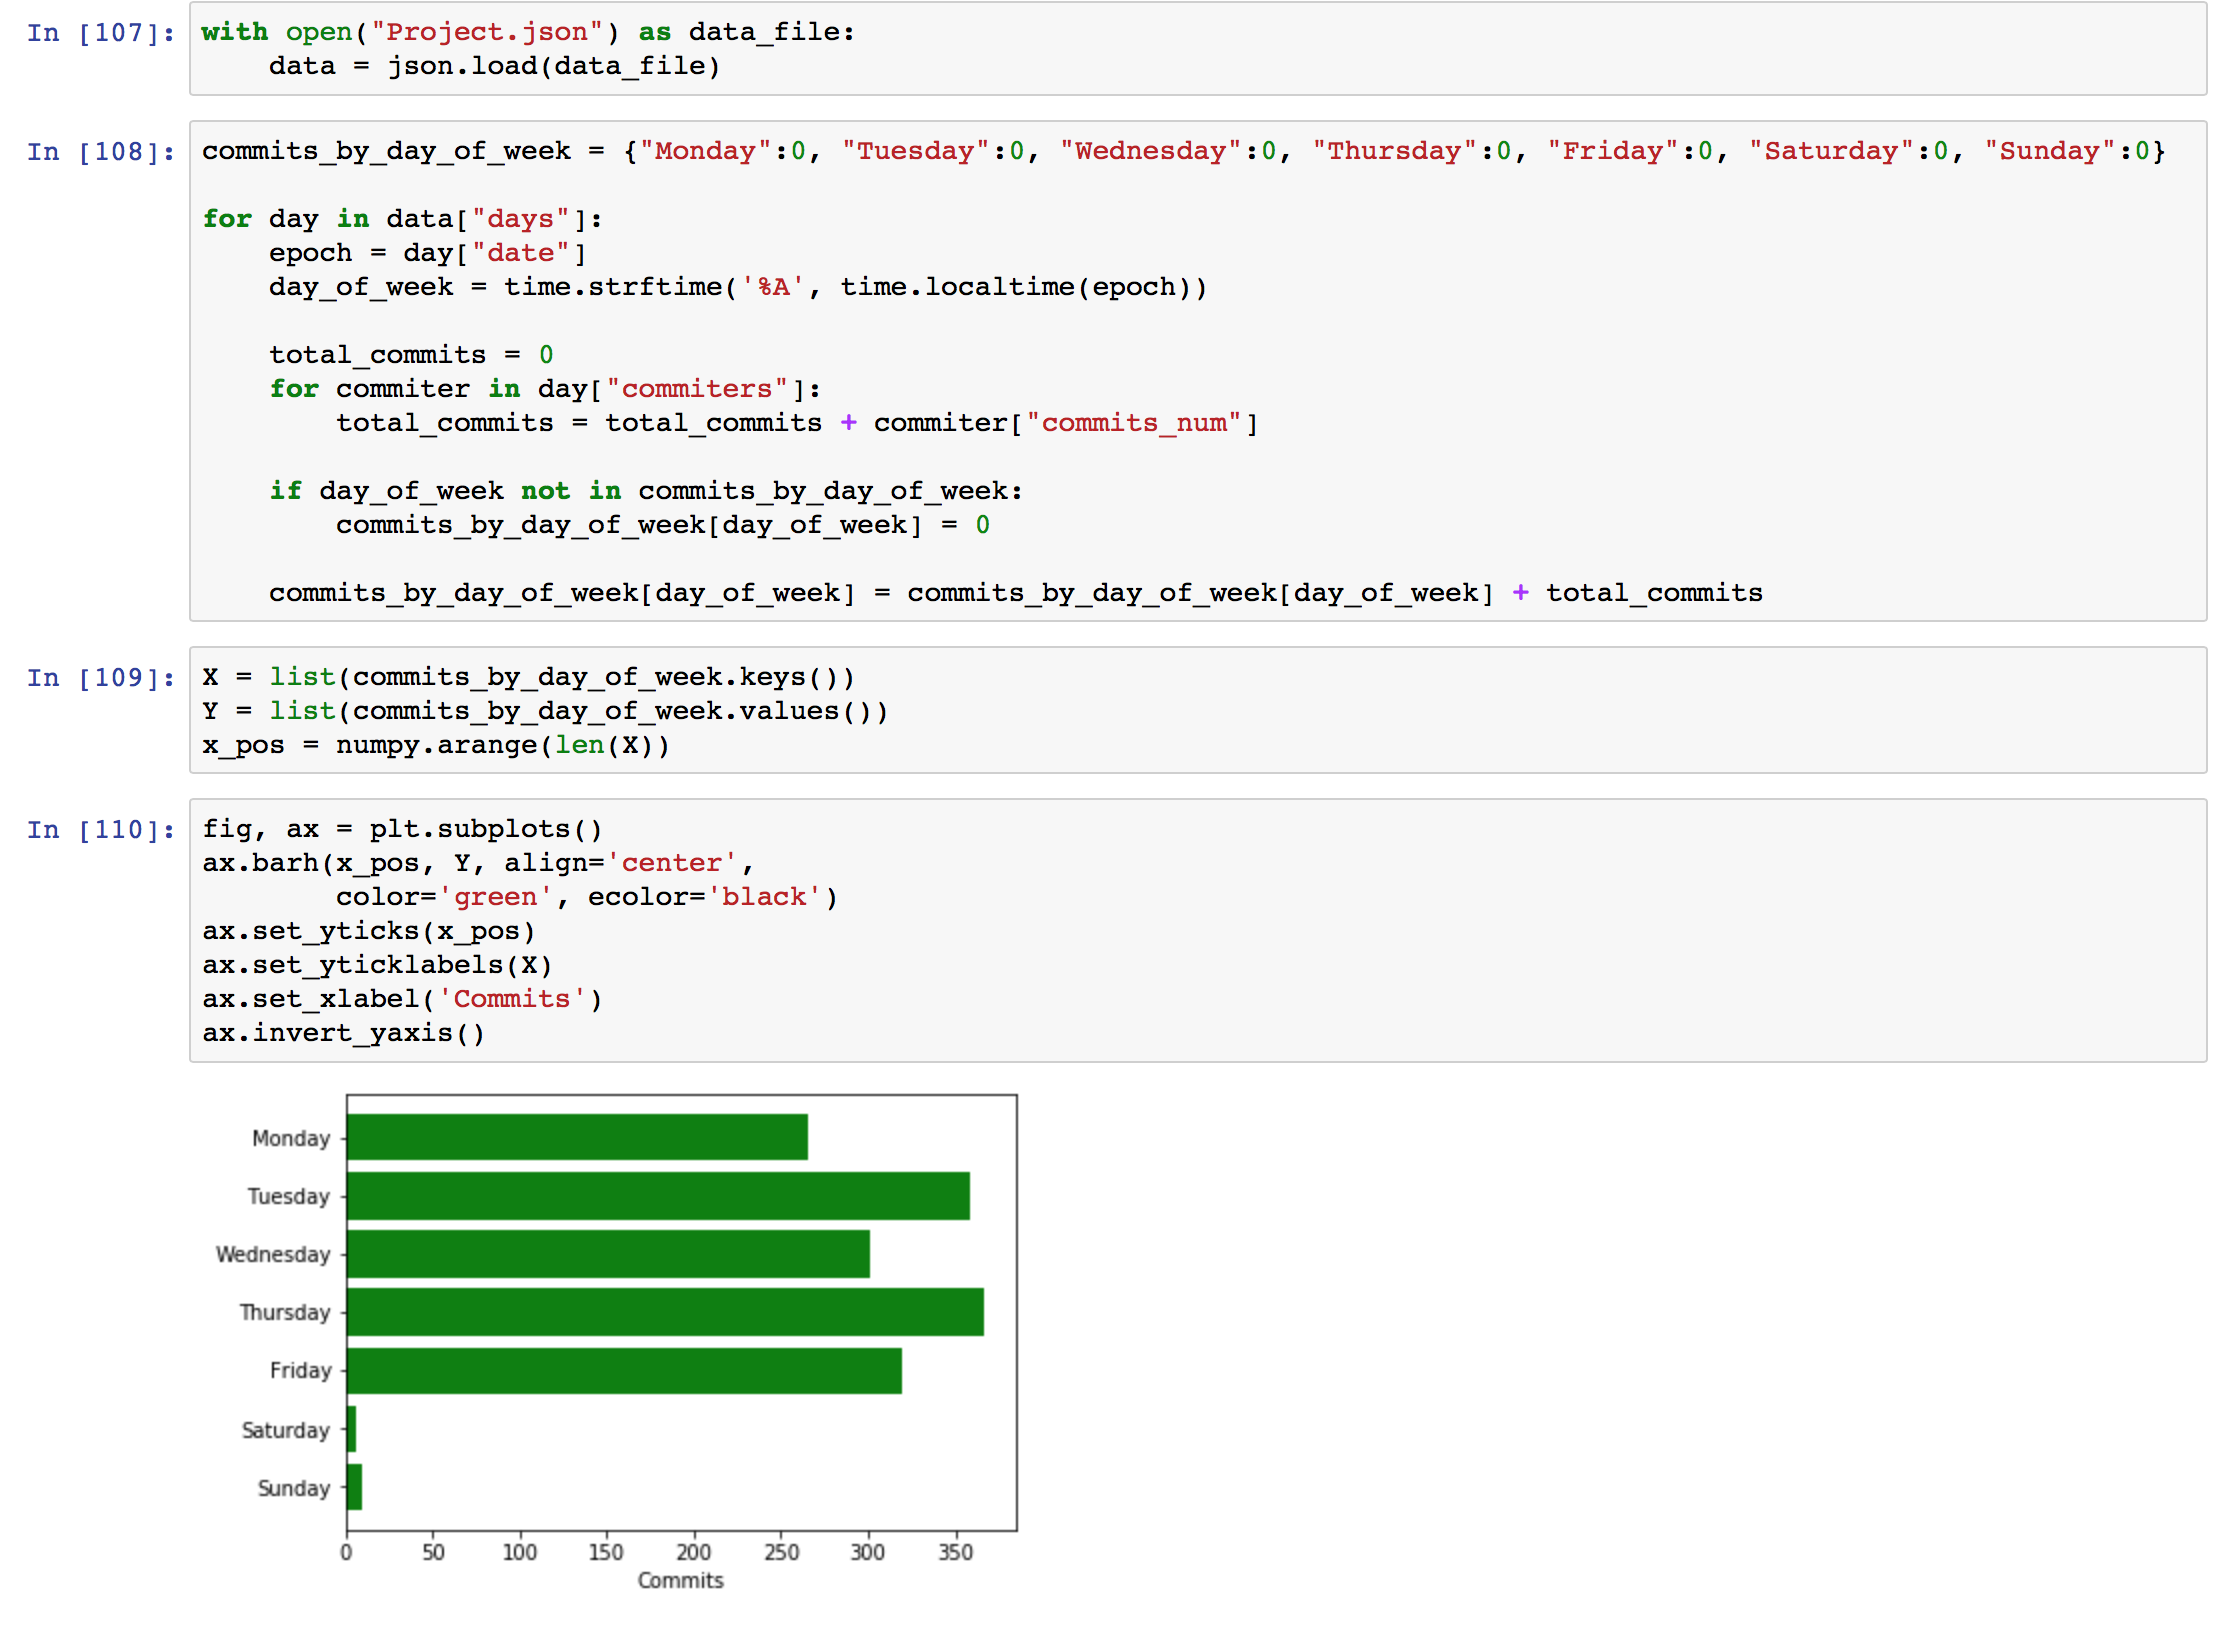 In [107]: with open("Project.json") as data_file:
    data = json.load(data_file)
In [108]: commits_by_day_of_week = {"Monday":0, "Tuesday":0, "Wednesday":0, "Thursday":0, "Friday":0, "Saturday":0, "Sunday":0}
for day in data["days"]:
    epoch = day["date"]
    day_of_week = time.strftime('%A', time.localtime(epoch))
    total_commits = 0
    for commiter in day["commiters"]:
        total_commits = total_commits + commiter["commits_num"]
    if day_of_week not in commits_by_day_of_week:
        commits_by_day_of_week[day_of_week] = 0
    commits_by_day_of_week[day_of_week] = commits_by_day_of_week[day_of_week] + total_commits
In [109]: X = list(commits_by_day_of_week.keys())
Y = list(commits_by_day_of_week.values())
x_pos = numpy.arange(len(X))
In [110]: fig, ax = plt.subplots()
ax.barh(x_pos, Y, align='center',
        color='green', ecolor='black')
ax.set_yticks(x_pos)
ax.set_yticklabels(X)
ax.set_xlabel('Commits')
ax.invert_yaxis()
Monday
Tuesday
Wednesday
Thursday
Friday
Saturday
Sunday
0 50 100 150 200 250 300 350
Commits